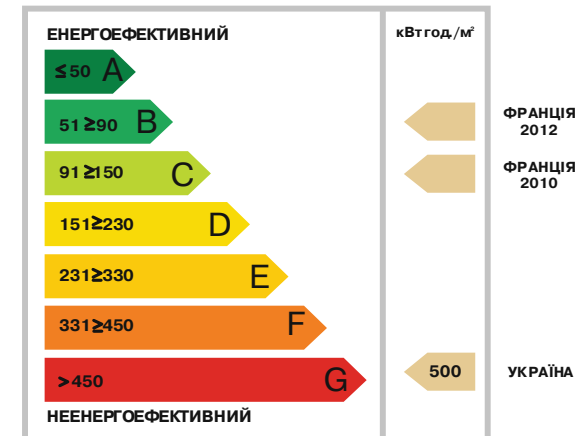 ЕНЕРГОЕФЕКТИВНИЙ
кВтгод./м²
≤50 A
51≥90 B
ФРАНЦІЯ
2012
91≥150 C
ФРАНЦІЯ
2010
151≥230 D
231≥330 E
331≥450 F
>450 G
500
УКРАЇНА
НЕЕНЕРГОЕФЕКТИВНИЙ